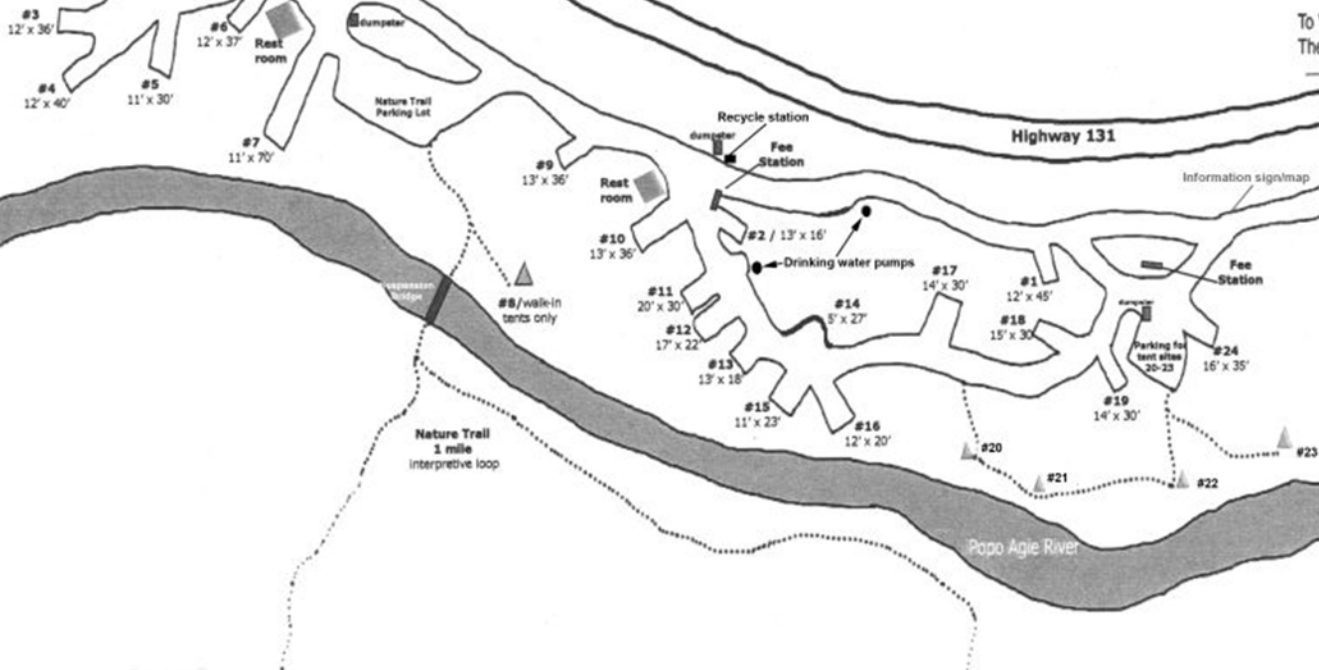 #3
12' x 36'
#4
12' x 40'
#5
11' x 30'
#6
12' x 37'
Rest
room
dumpster
Nature Trail
Parking Lot
#7
11' x 70'
#9
13' x 36'
Rest
room
#10
13' x 36'
dumpster
Recycle station
Fee
Station
Highway 131
To
The
Information sign/map
#2 / 13' x 16'
Drinking water pumps
#8/walk-in
tents only
Suspension
Bridge
#11
20' x 30'
#12
17' x 22'
#13
13' x 18'
#14
5' x 27'
#15
11' x 23'
#16
12' x 20'
#17
14' x 30'
#1
12' x 45'
#18
15' x 30'
Fee
Station
dumpster
Parking for
tent sites
20-23
#24
16' x 35'
#19
14' x 30'
#20
#21
#22
#23
Nature Trail
1 mile
interpretive loop
Popo Agie River